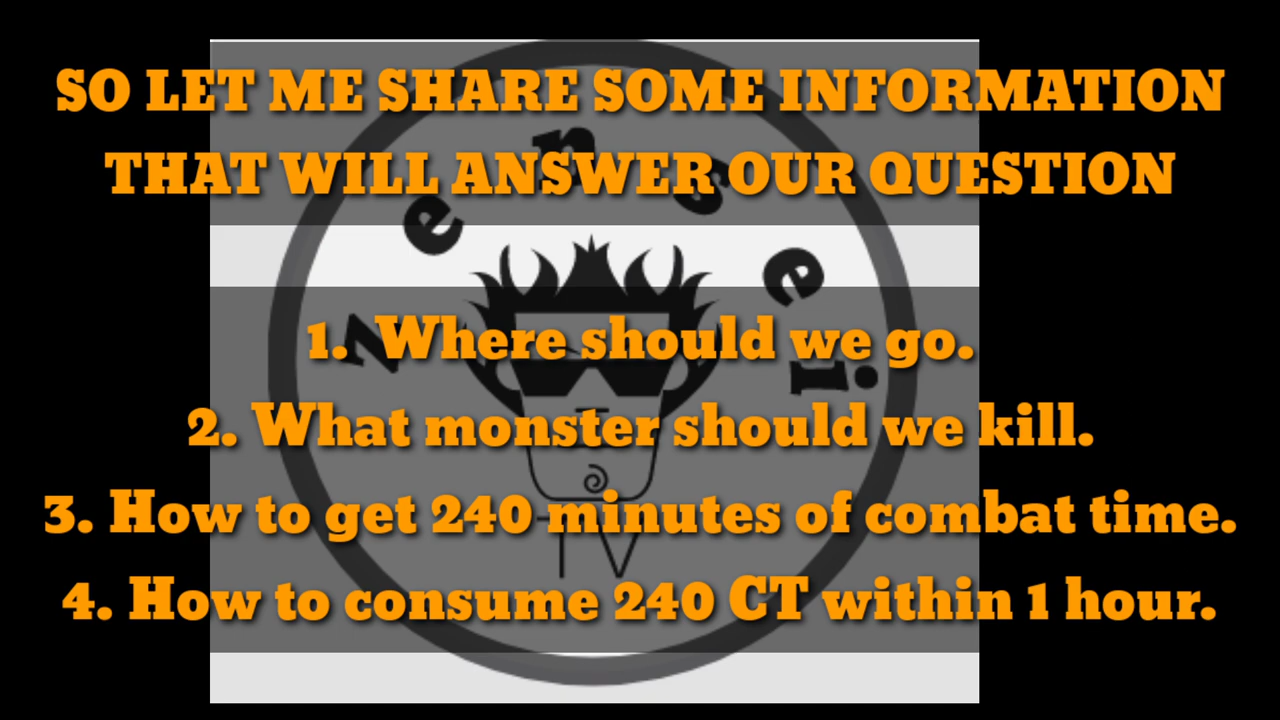 SO LET ME SHARE SOME INFORMATION
THAT WILL ANSWER OUR QUESTION
zensei
1. Where should we go.
2. What monster should we kill.
3. How to get 240 minutes of combat time.
TV
4. How to consume 240 CT within 1 hour.